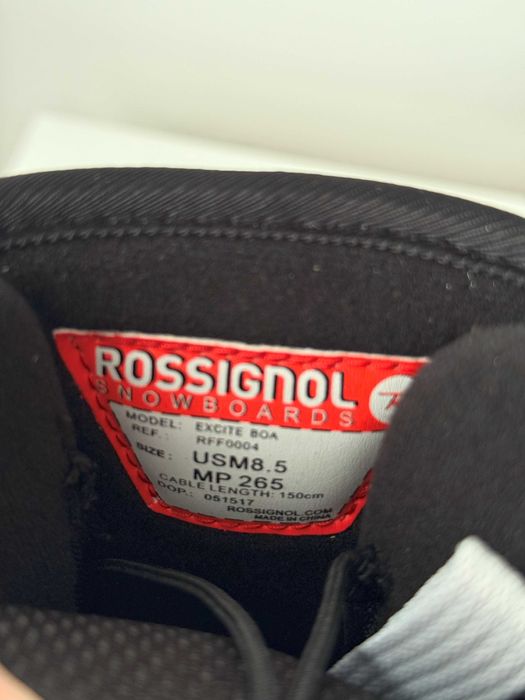 ROSSIGNOL
SNOWBOARDS
MODEL: EXCITE BOA
REF.: RFF0004
SIZE: USM8.5
MP 265
CABLE LENGTH: 150cm
DOP.: 051517
ROSSIGNOL.COM
MADE IN CHINA